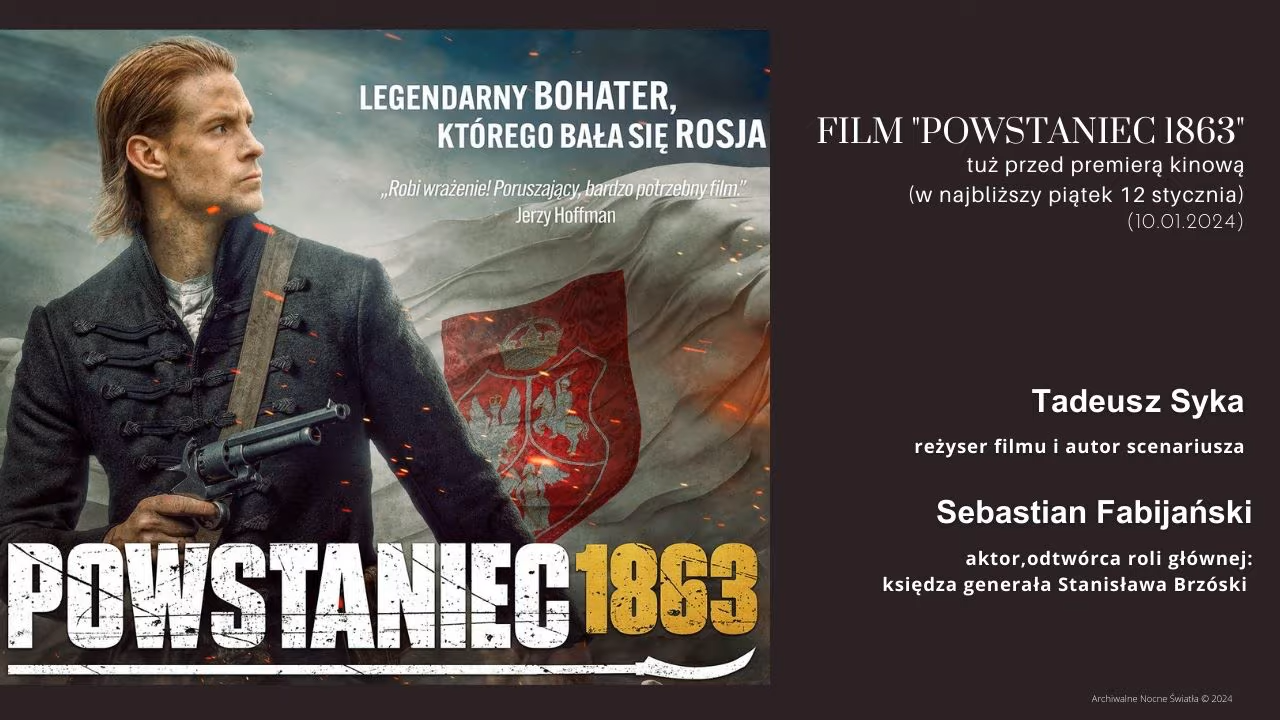 LEGENDARNY BOHATER,
KTÓREGO BAŁA SIĘ ROSJA
„Robi wrażenie! Poruszający, bardzo potrzebny film."
Jerzy Hoffman
POWSTANIEC 1863
FILM "POWSTANIEC 1863"
tuż przed premierą kinową
(w najbliższy piątek 12 stycznia)
(10.01.2024)
Tadeusz Syka
reżyser filmu i autor scenariusza
Sebastian Fabijański
aktor,odtwórca roli głównej:
księdza generała Stanisława Brzóski
Archiwalne Nocne Światła © 2024